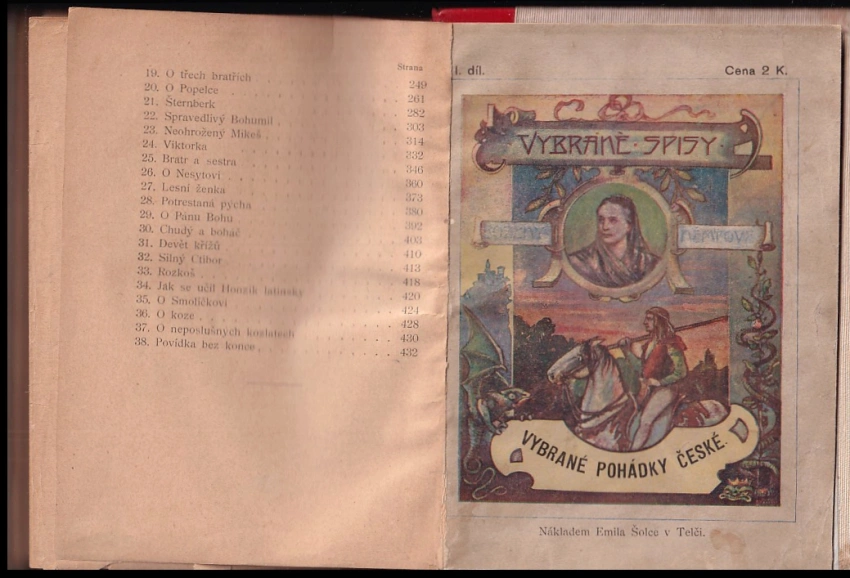 Strana
19. O třech bratřích 249
20. O Popelce 261
21. Šternberk 282
22. Spravedlivý Bohumil 303
23. Neohrožený Mikeš 314
24. Viktorka 332
25. Bratr a sestra 346
26. O Nesytovi 360
27. Lesní ženka 373
28. Potrestaná pýcha 380
29. O Pánu Bohu 392
30. Chudý a boháč 403
31. Devět křížů 410
32. Silný Ctibor 413
33. Rozkoš 418
34. Jak se učil Honzík latinsky 420
35. O Smolíčkovi 424
36. O koze 428
37. O neposlušných kozlatech 430
38. Povídka bez konce 432
I. díl. Cena 2 K.
VYBRANÉ · SPISY
NĚMCOVÉ
VYBRANÉ POHÁDKY ČESKÉ.
Nákladem Emila Šolce v Telči.